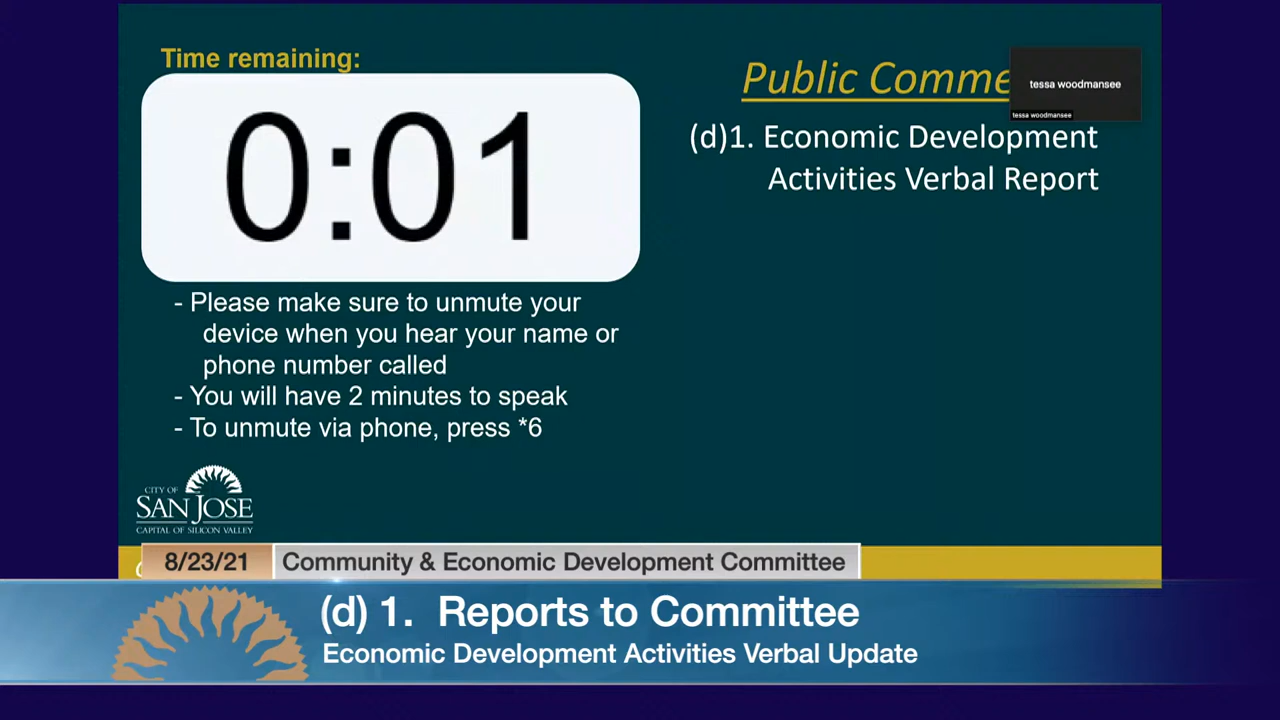 Time remaining:
0:01
- Please make sure to unmute your
device when you hear your name or
phone number called
- You will have 2 minutes to speak
- To unmute via phone, press *6
Public Comme
tessa woodmansee
tessa woodmansee
(d)1. Economic Development
Activities Verbal Report
CITY OF
SAN JOSE
CAPITAL OF SILICON VALLEY
8/23/21
Community & Economic Development Committee
(d) 1. Reports to Committee
Economic Development Activities Verbal Update